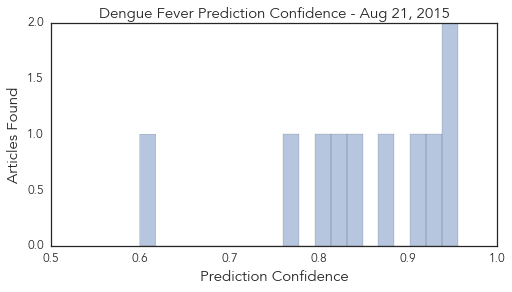 Dengue Fever Prediction Confidence - Aug 21, 2015
2.0
1.5
1.0
0.5
0.0
Articles Found
0.5 0.6 0.7 0.8 0.9 1.0
Prediction Confidence